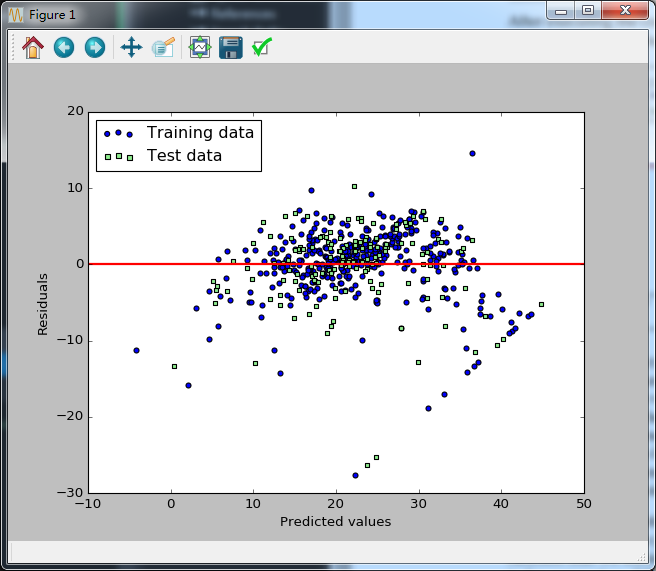 Figure 1
Training data
Test data
20
10
0
−10
−20
−30
Residuals
−10 0 10 20 30 40 50
Predicted values